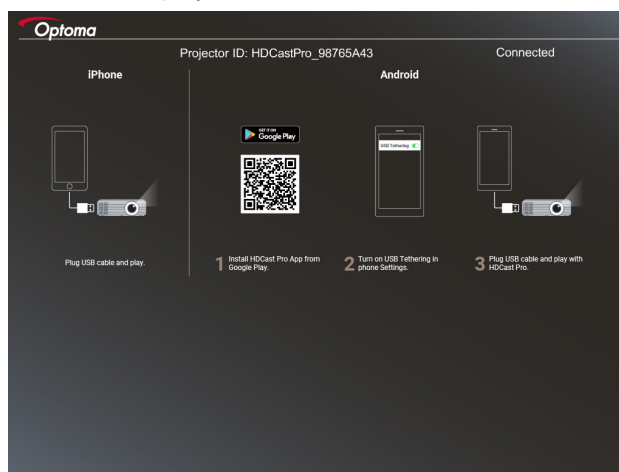 Optoma
Projector ID: HDCastPro_98765A43
Connected
iPhone
Android
GET IT ON
Google Play
USB Tethering
Plug USB cable and play.
1 Install HDCast Pro App from
Google Play.
2 Turn on USB Tethering in
phone Settings.
3 Plug USB cable and play with
HDCast Pro.